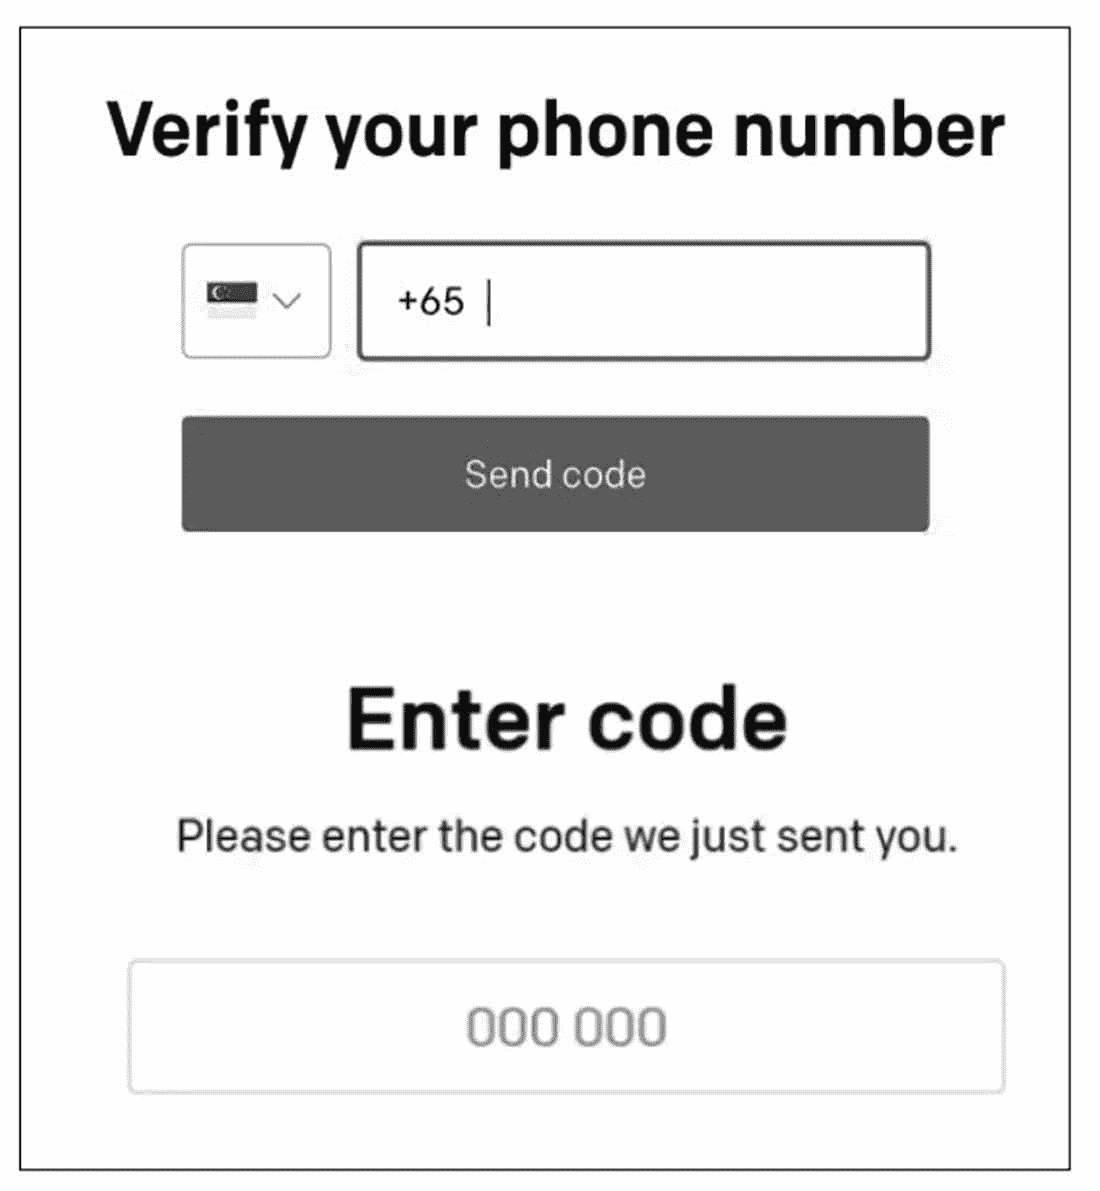 Verify your phone number
+65
Send code
Enter code
Please enter the code we just sent you.
000 000